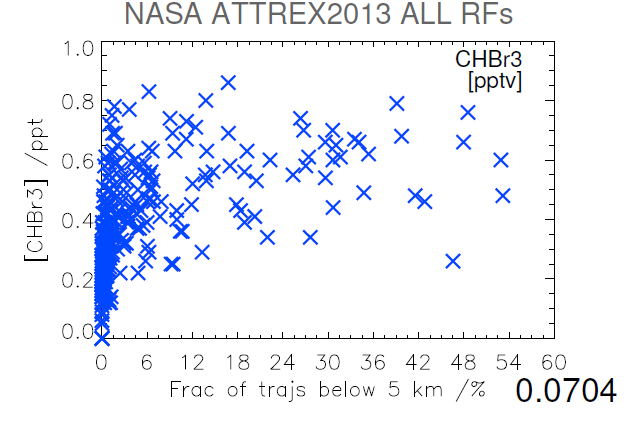 NASA ATTREX2013 ALL RFs
CHBr3
[pptv]
[CHBr3] /ppt
1.0
0.8
0.6
0.4
0.2
0.0
0 6 12 18 24 30 36 42 48 54 60
Frac of trajs below 5 km /%
0.0704